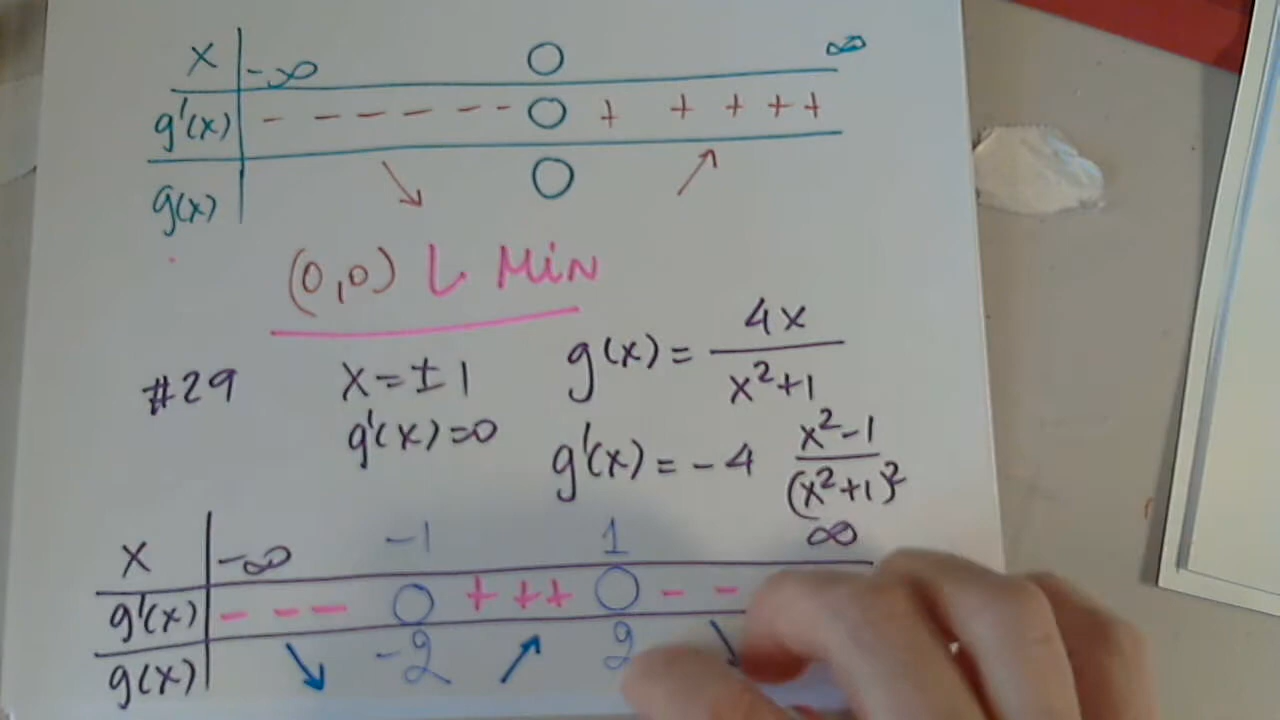 x -∞ 0 ∞
g'(x) - - - - - - 0 + + + + +
g(x) ↘ 0 ↗
(0,0) L Min
#29 x=±1 g(x) = 4x / x²+1
g'(x)=0 g'(x) = -4 x²-1 / (x²+1)²
x -∞ -1 1 ∞
g'(x) - - - 0 + + + 0 - -
g(x) ↘ -2 ↗ 2 ↘